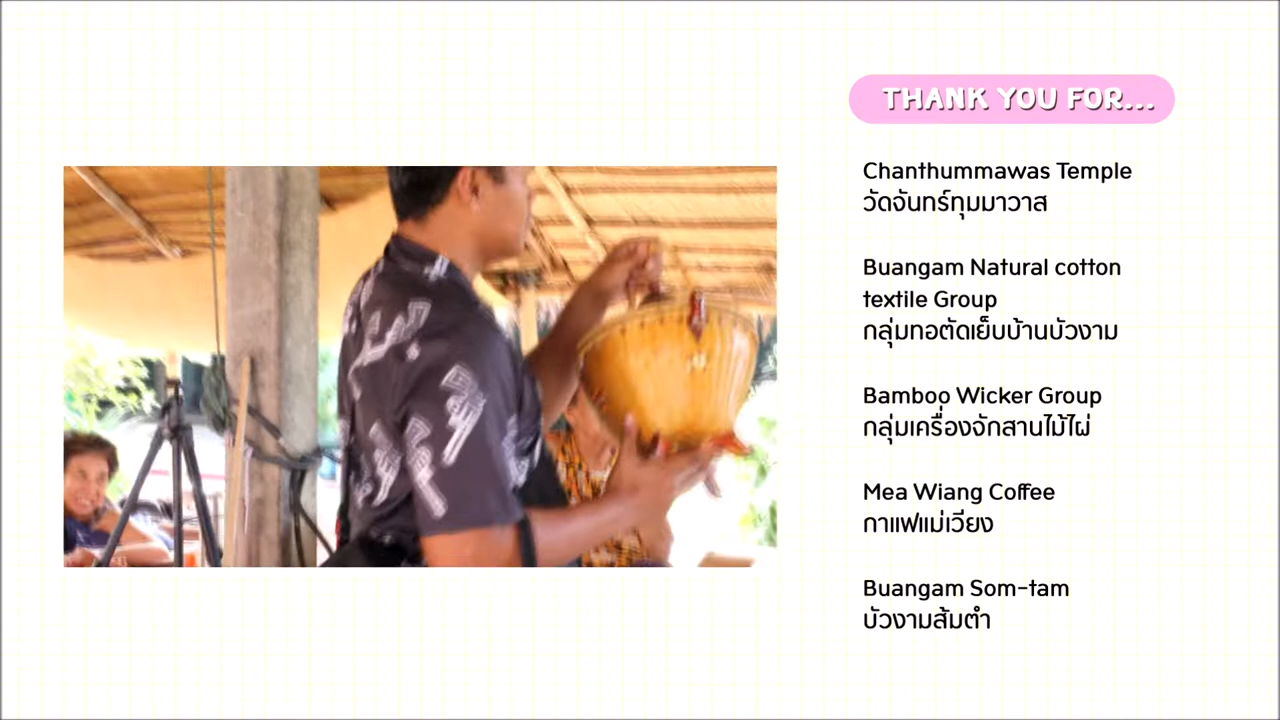 THANK YOU FOR...
Chanthummawas Temple
วัดจันทร์ทุมมาวาส
Buangam Natural cotton
textile Group
กลุ่มทอตัดเย็บบ้านบัวงาม
Bamboo Wicker Group
กลุ่มเครื่องจักสานไม้ไผ่
Mea Wiang Coffee
กาแฟแม่เวียง
Buangam Som-tam
บัวงามส้มตำ